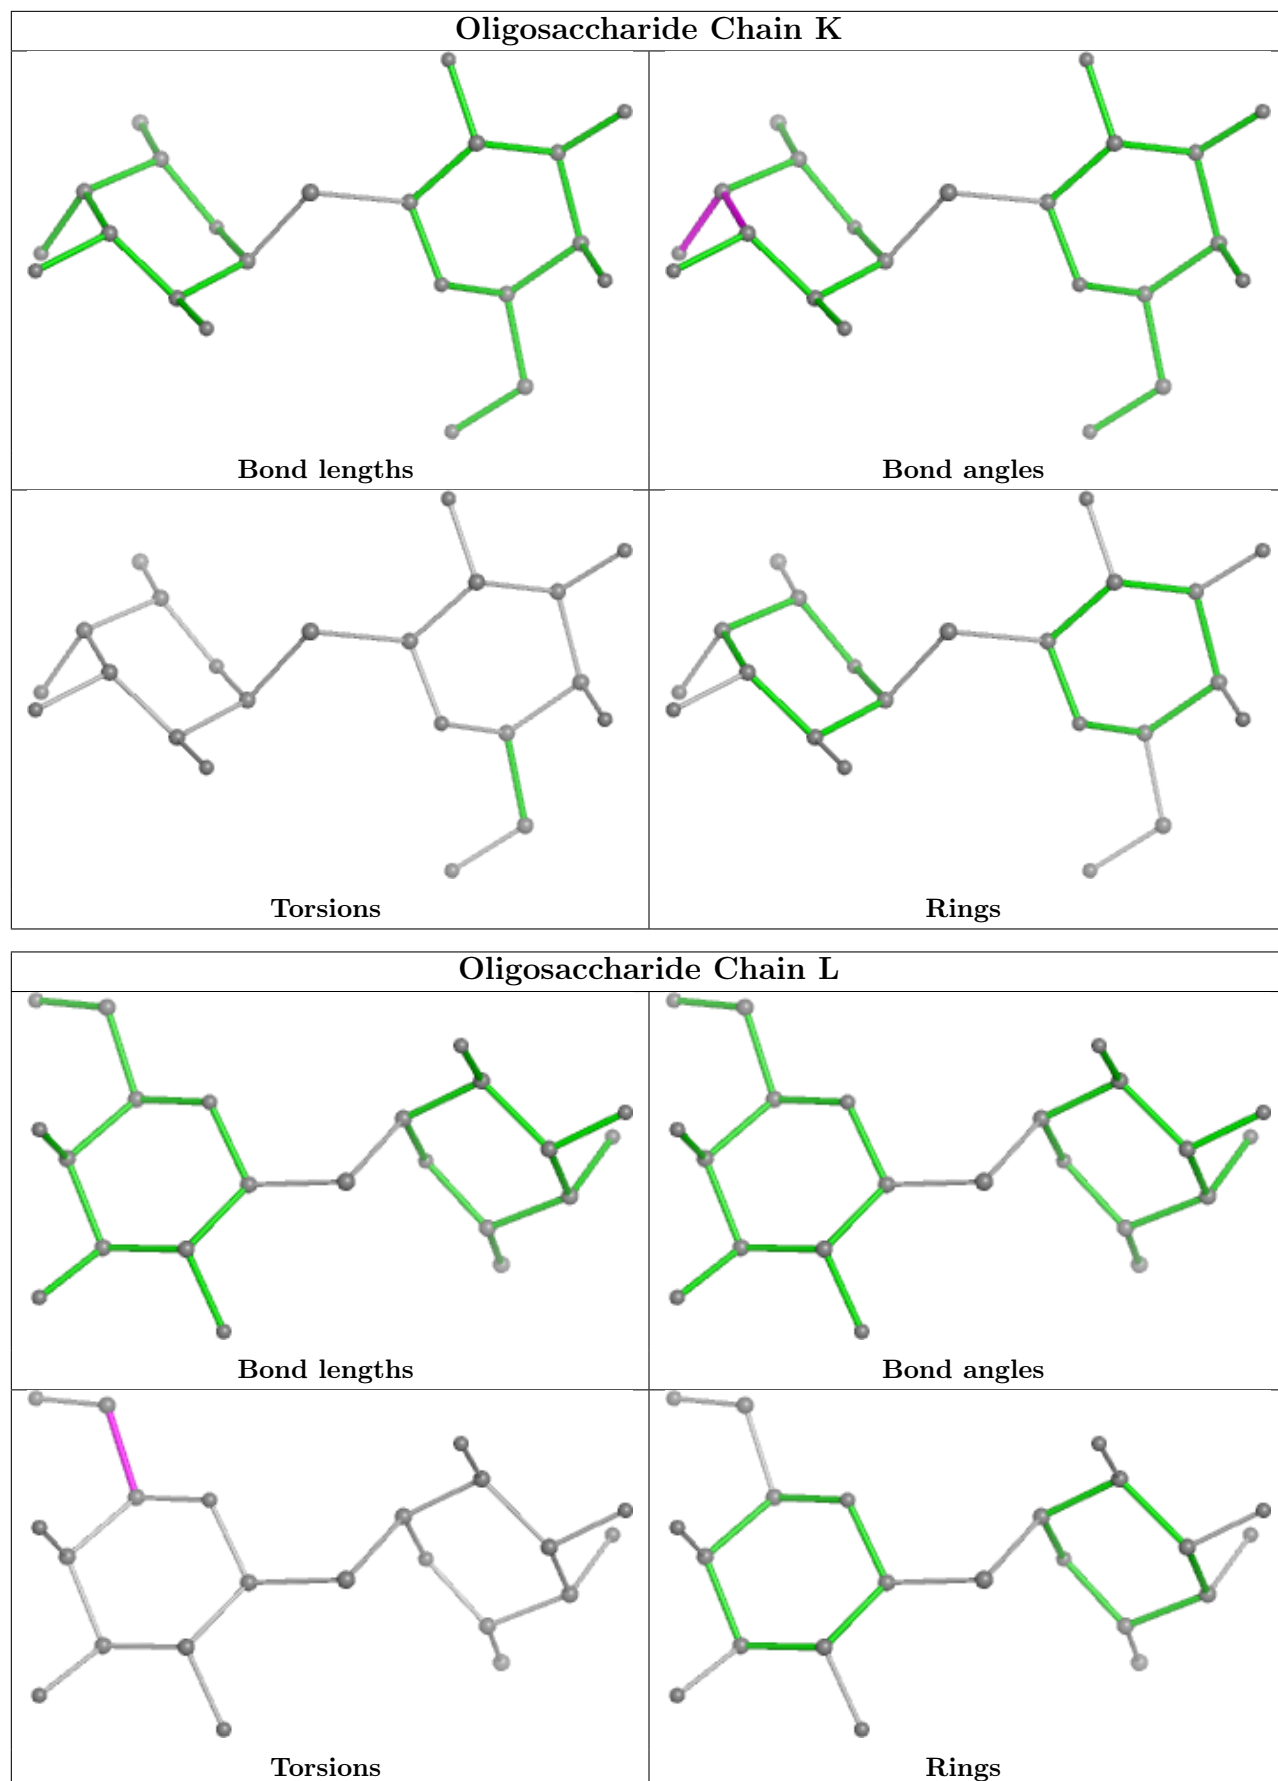 Oligosaccharide Chain K
Bond lengths
Bond angles
Torsions
Rings
Oligosaccharide Chain L
Bond lengths
Bond angles
Torsions
Rings